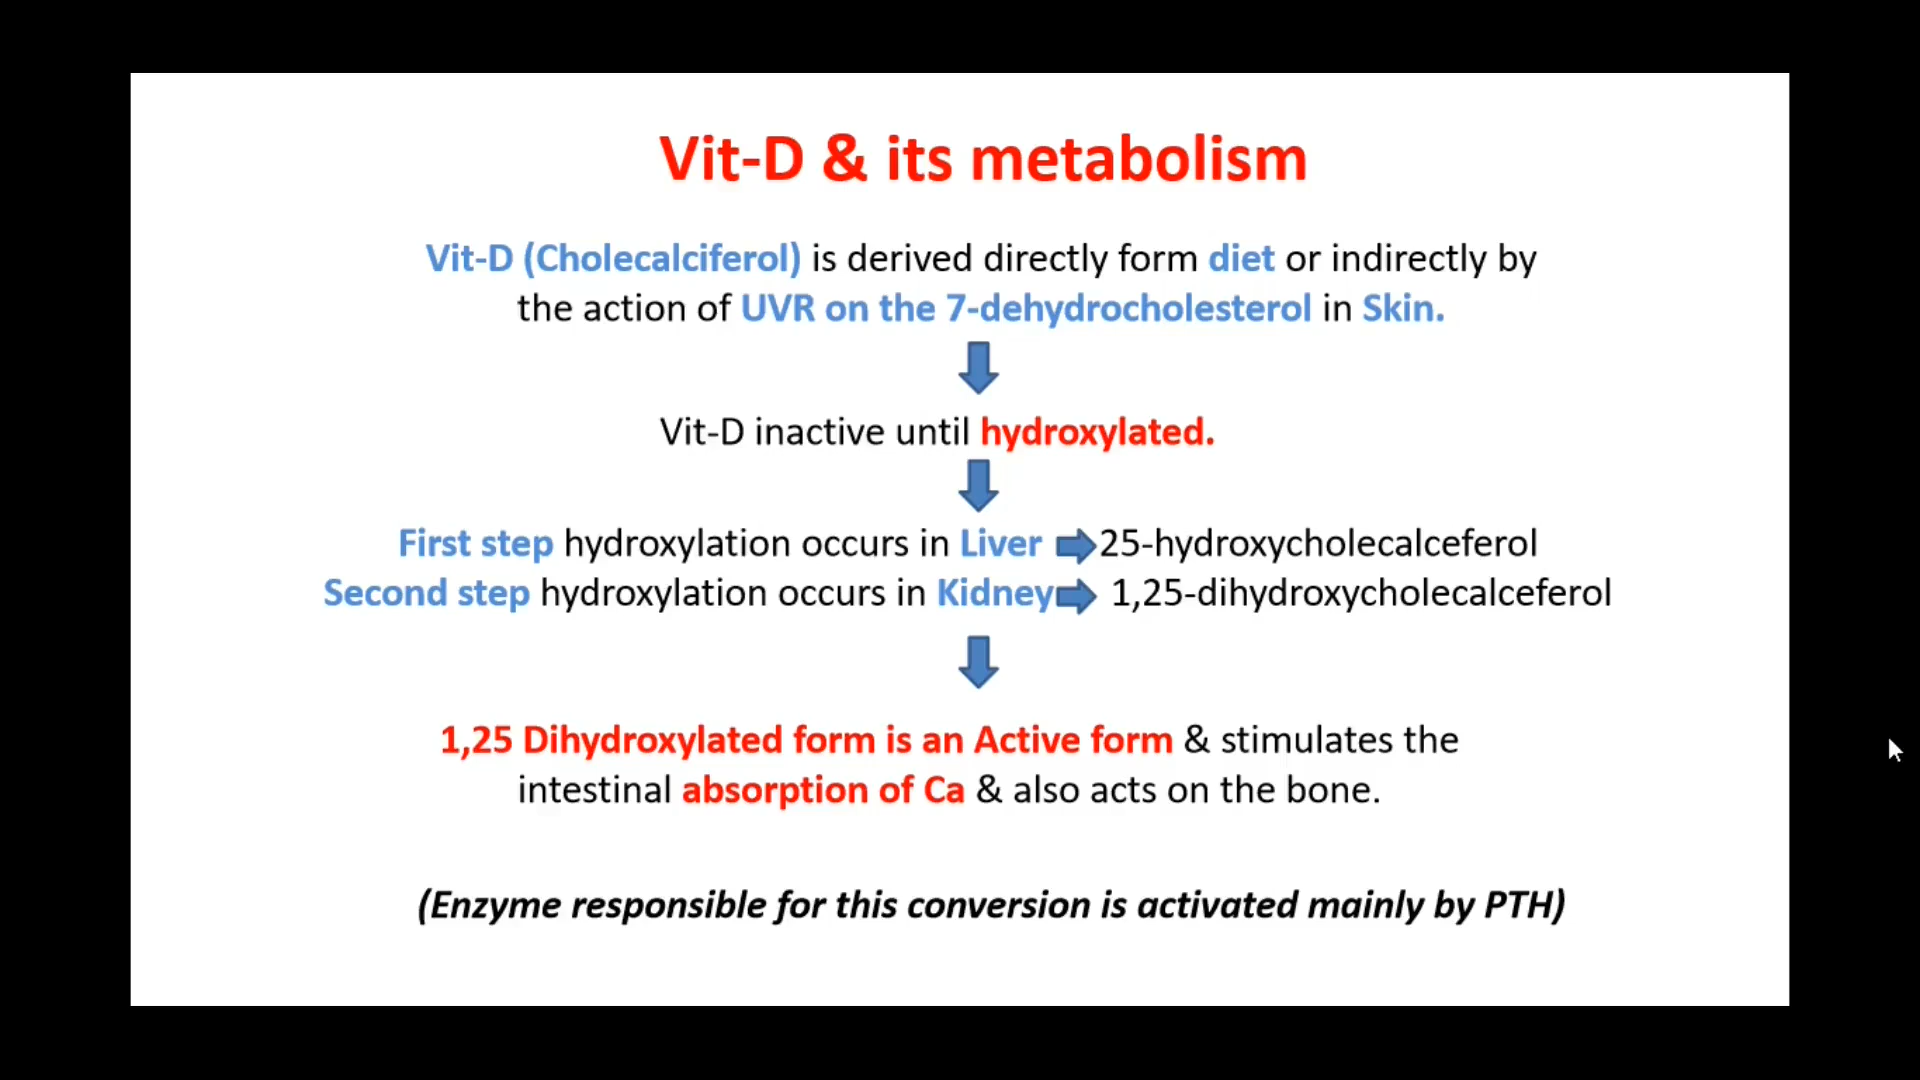 Vit-D & its metabolism
Vit-D (Cholecalciferol) is derived directly form diet or indirectly by
the action of UVR on the 7-dehydrocholesterol in Skin.
Vit-D inactive until hydroxylated.
First step hydroxylation occurs in Liver 25-hydroxycholecalceferol
Second step hydroxylation occurs in Kidney 1,25-dihydroxycholecalceferol
1,25 Dihydroxylated form is an Active form & stimulates the
intestinal absorption of Ca & also acts on the bone.
(Enzyme responsible for this conversion is activated mainly by PTH)